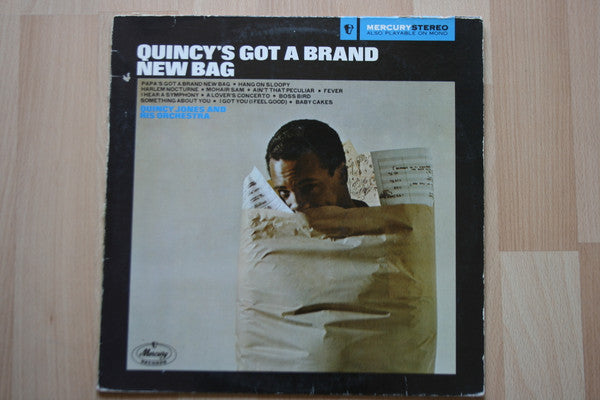 MERCURY STEREO
ALSO PLAYABLE ON MONO
QUINCY'S GOT A BRAND
NEW BAG
PAPA'S GOT A BRAND NEW BAG • HANG ON SLOOPY
HARLEM NOCTURNE • MOHAIR SAM • AIN'T THAT PECULIAR • FEVER
I HEAR A SYMPHONY • A LOVER'S CONCERTO • BOSS BIRD
SOMETHING ABOUT YOU • I GOT YOU (I FEEL GOOD) • BABY CAKES
QUINCY JONES AND
HIS ORCHESTRA
Mercury
RECORDS